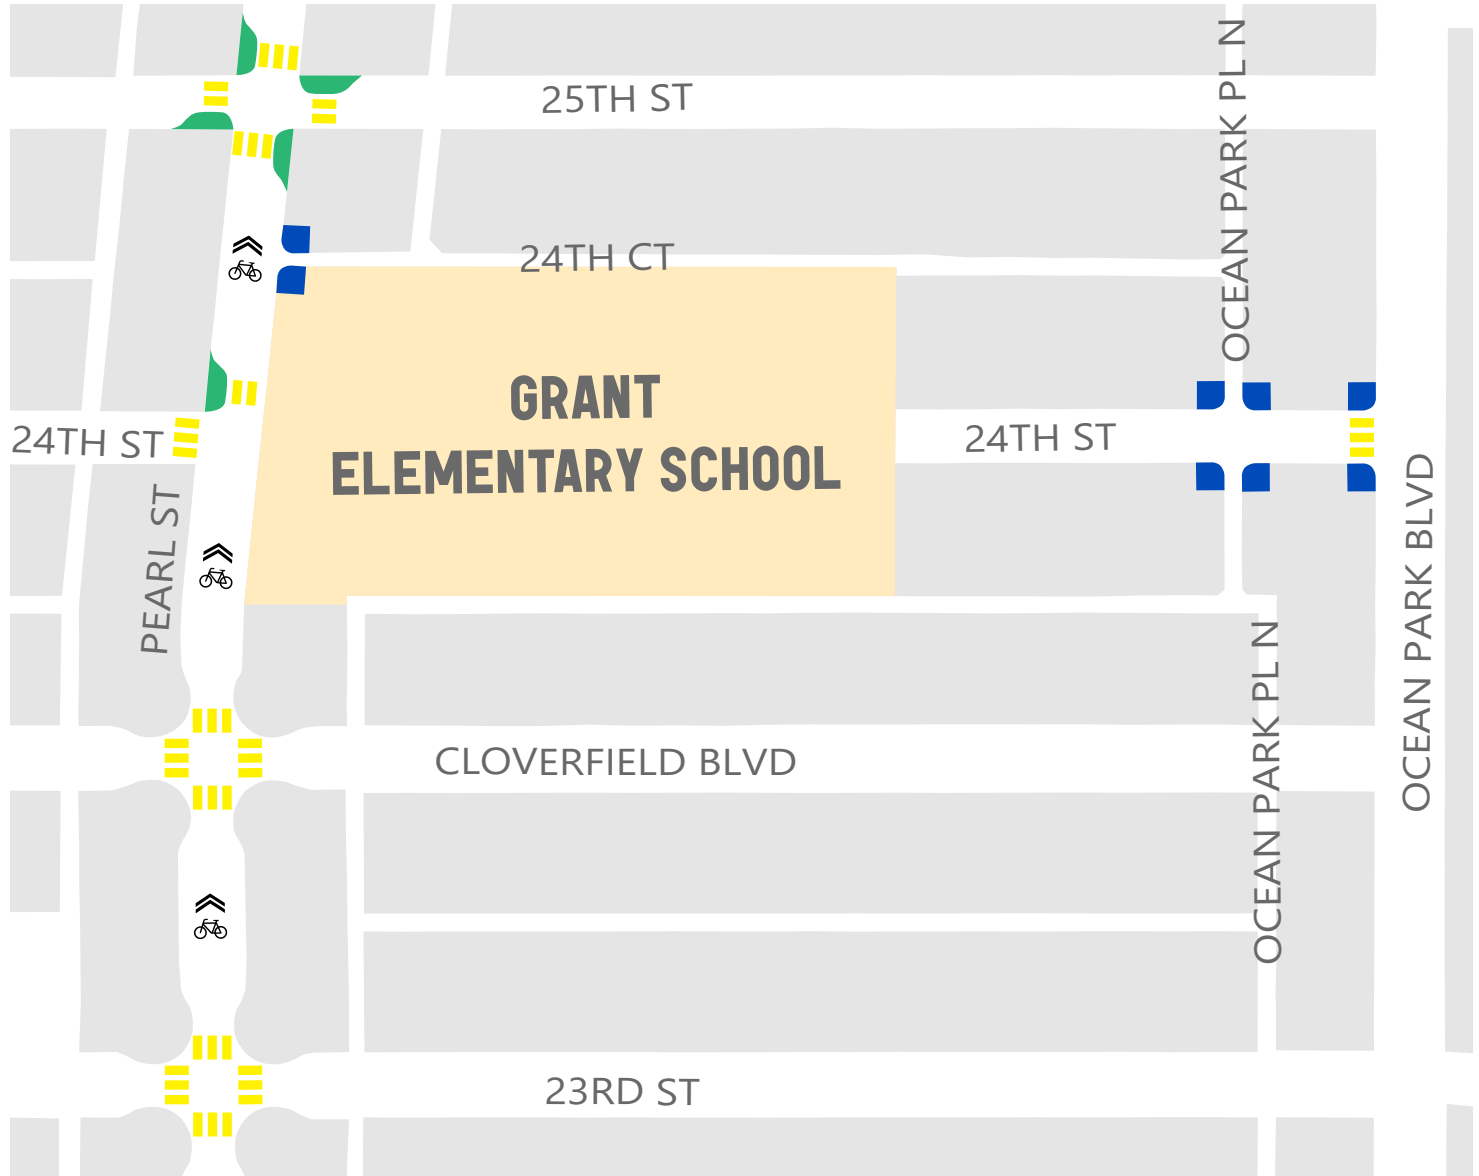 25TH ST
OCEAN PARK PL N
24TH CT
GRANT
ELEMENTARY SCHOOL
24TH ST
24TH ST
PEARL ST
OCEAN PARK BLVD
OCEAN PARK PL N
CLOVERFIELD BLVD
23RD ST